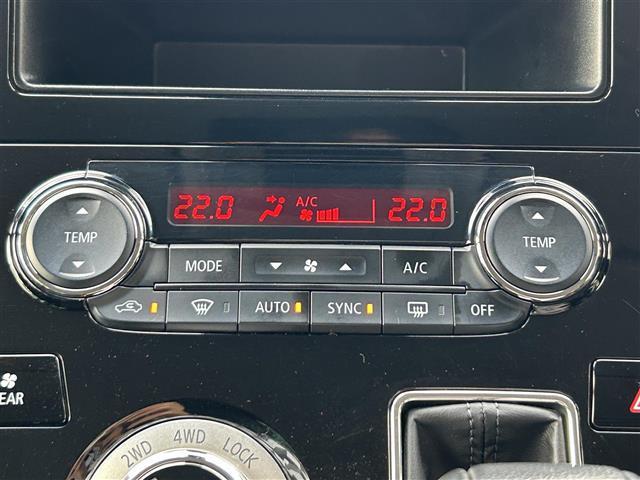 22.0 A/C 22.0
TEMP
TEMP
MODE A/C
AUTO SYNC OFF
EAR
2WD 4WD LOCK